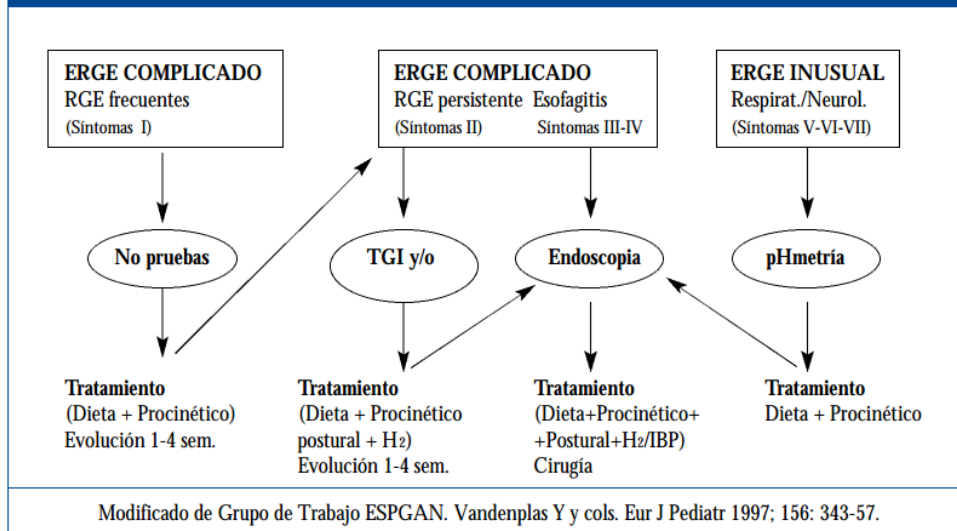 ERGE COMPLICADO
RGE frecuentes
(Síntomas I)
ERGE COMPLICADO
RGE persistente Esofagitis
(Síntomas II) Síntomas III-IV
ERGE INUSUAL
Respirat./Neurol.
(Síntomas V-VI-VII)
No pruebas
TGI y/o
Endoscopia
pHmetría
Tratamiento
(Dieta + Procinético)
Evolución 1-4 sem.
Tratamiento
(Dieta + Procinético
postural + H2)
Evolución 1-4 sem.
Tratamiento
(Dieta+Procinético+
+Postural+H2/IBP)
Cirugía
Tratamiento
Dieta + Procinético
Modificado de Grupo de Trabajo ESPGAN. Vandenplas Y y cols. Eur J Pediatr 1997; 156: 343-57.